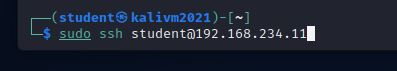 ┌──(student㉿kalivm2021)-[~]
└─$ sudo ssh student@192.168.234.11